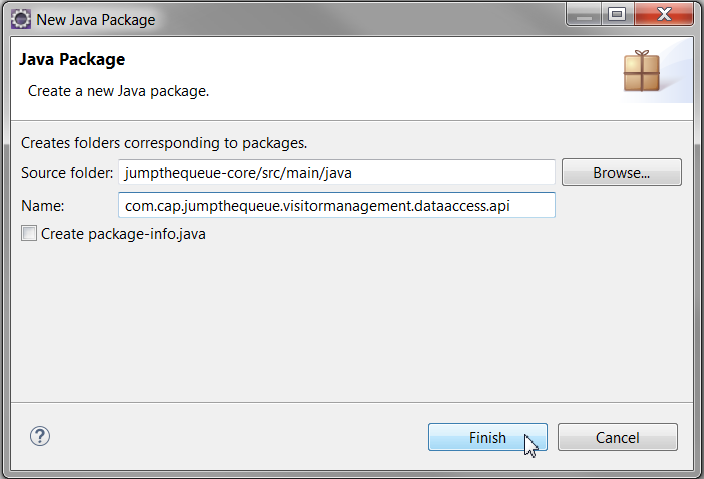 New Java Package
Java Package
Create a new Java package.
Creates folders corresponding to packages.
Source folder: jumpthequeue-core/src/main/java Browse...
Name: com.cap.jumpthequeue.visitormanagement.dataaccess.api
Create package-info.java
? Finish Cancel